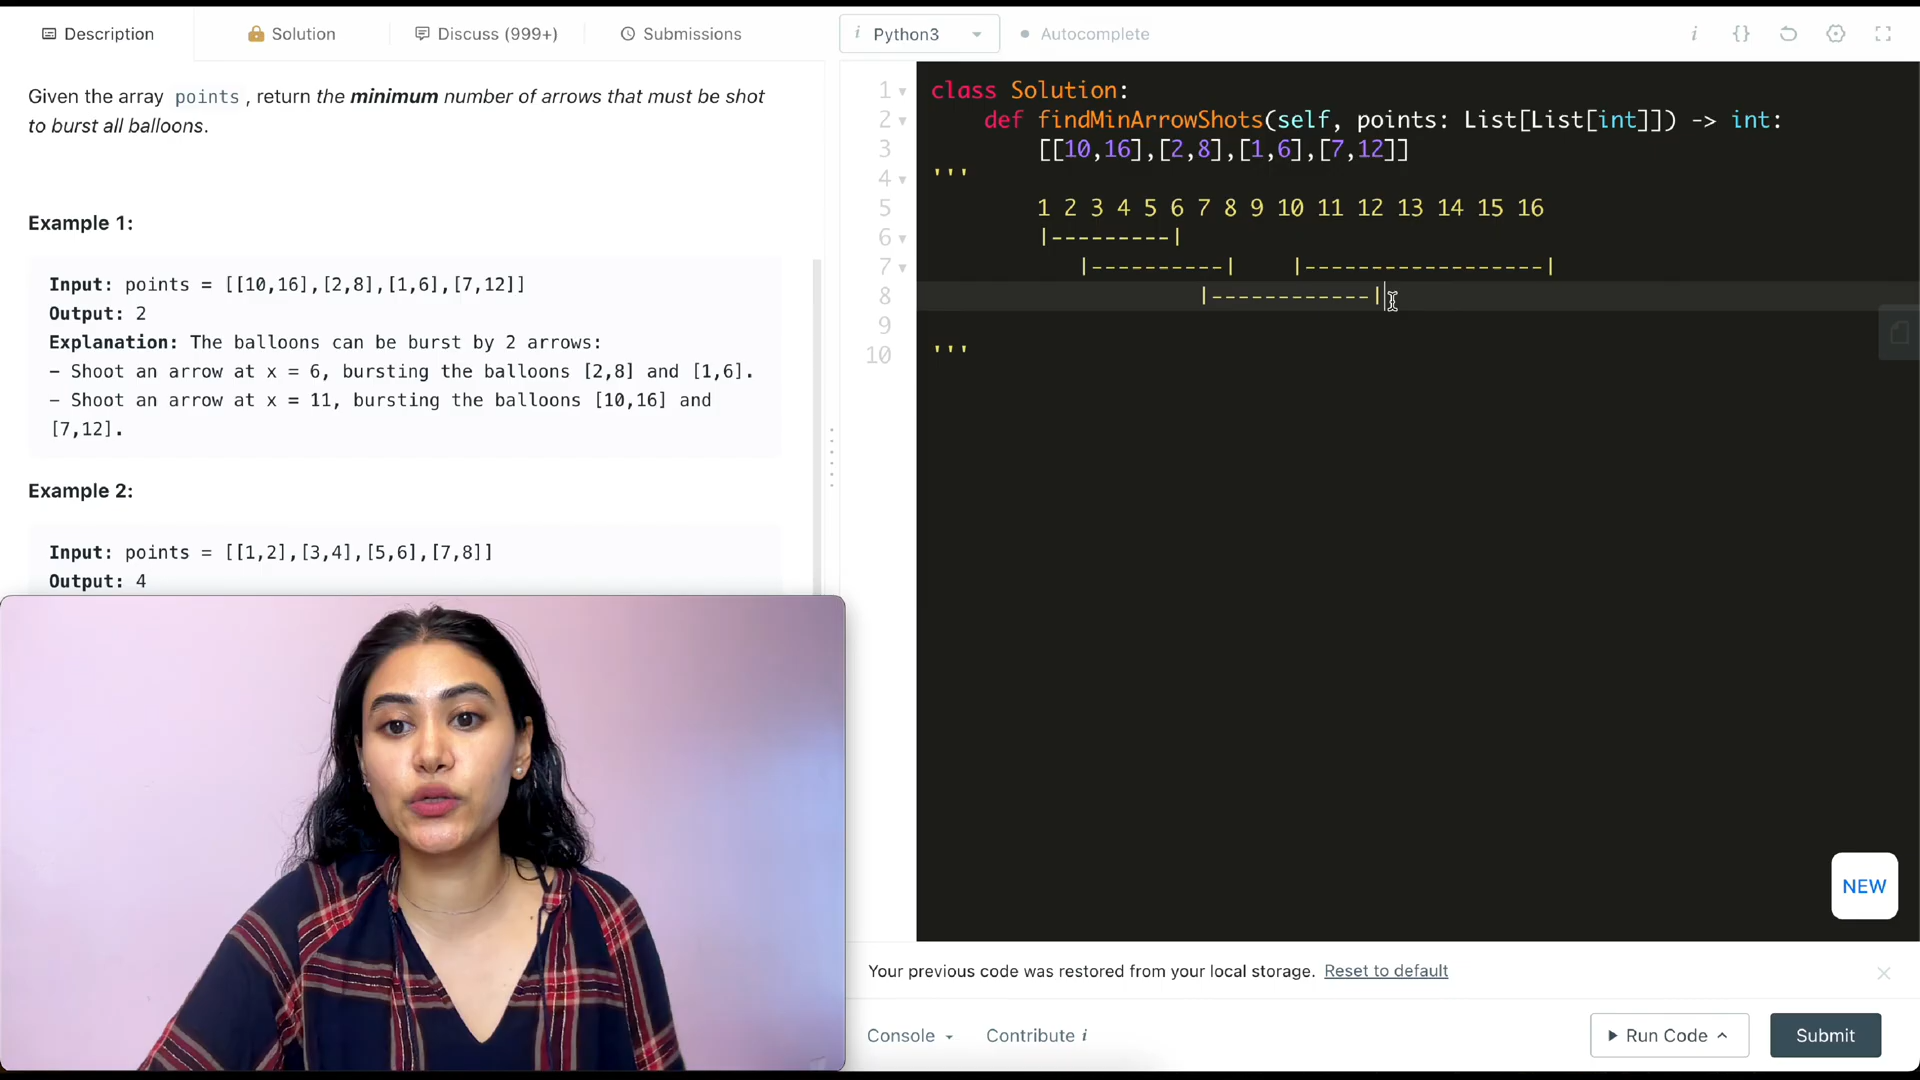 Description
Solution
Discuss (999+)
Submissions
i Python3
Autocomplete
i {}
Given the array points , return the minimum number of arrows that must be shot
to burst all balloons.
Example 1:
Input: points = [[10,16],[2,8],[1,6],[7,12]]
Output: 2
Explanation: The balloons can be burst by 2 arrows:
- Shoot an arrow at x = 6, bursting the balloons [2,8] and [1,6].
- Shoot an arrow at x = 11, bursting the balloons [10,16] and
[7,12].
Example 2:
Input: points = [[1,2],[3,4],[5,6],[7,8]]
Output: 4
1 class Solution:
2 def findMinArrowShots(self, points: List[List[int]]) -> int:
3 [[10,16],[2,8],[1,6],[7,12]]
4 '''
5 1 2 3 4 5 6 7 8 9 10 11 12 13 14 15 16
6 |---------|
7 |----------| |------------------|
8 |------------|
9
10 '''
NEW
Your previous code was restored from your local storage. Reset to default
Console
Contribute i
Run Code
Submit